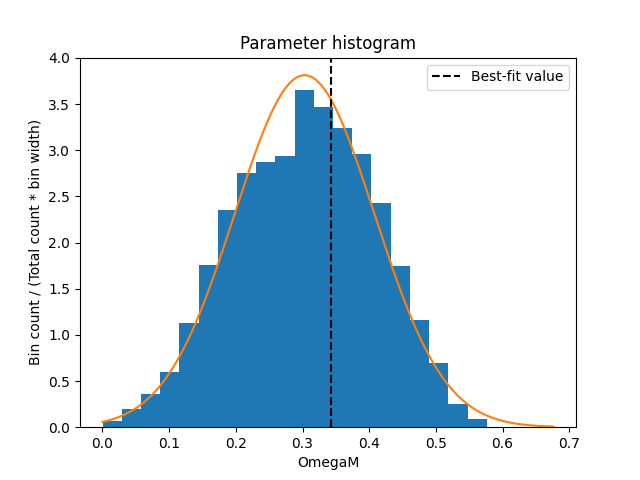 Parameter histogram
Best-fit value
Bin count / (Total count * bin width)
4.0
3.5
3.0
2.5
2.0
1.5
1.0
0.5
0.0
0.0 0.1 0.2 0.3 0.4 0.5 0.6 0.7
OmegaM